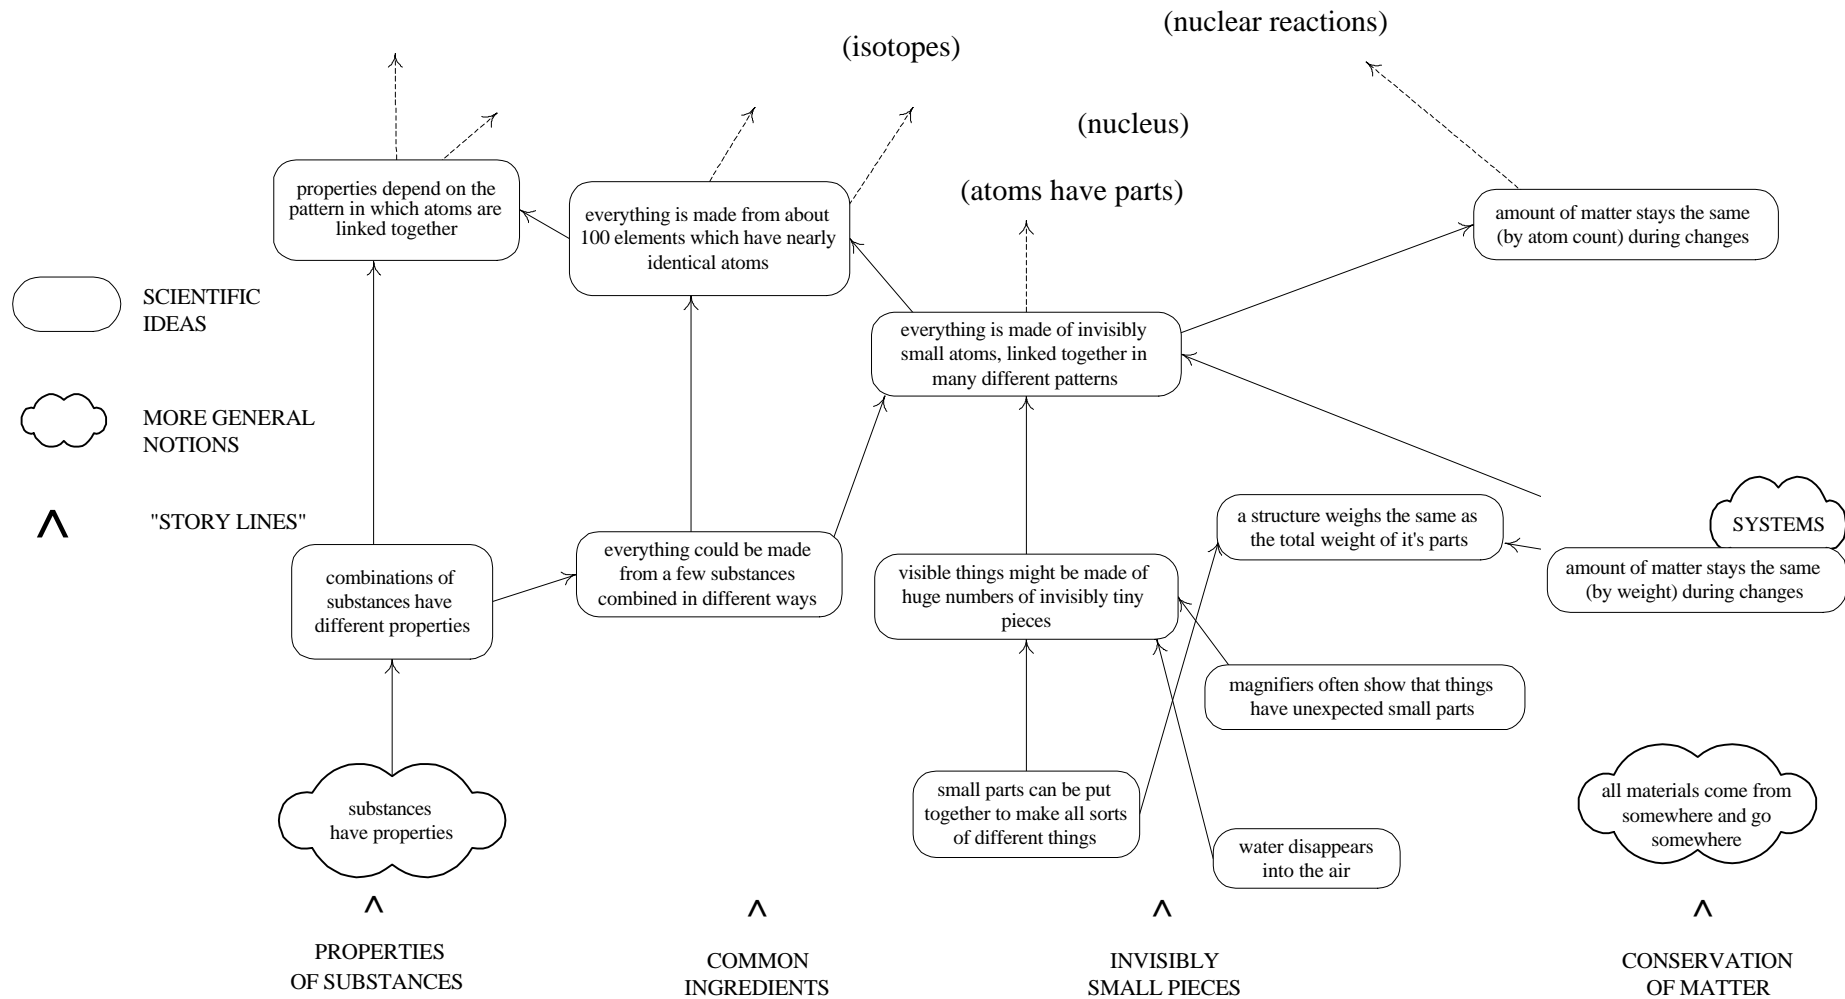 (nuclear reactions)
(isotopes)
(nucleus)
(atoms have parts)
properties depend on the
pattern in which atoms are
linked together
everything is made from about
100 elements which have nearly
identical atoms
amount of matter stays the same
(by atom count) during changes
SCIENTIFIC
IDEAS
everything is made of invisibly
small atoms, linked together in
many different patterns
MORE GENERAL
NOTIONS
"STORY LINES"
a structure weighs the same as
the total weight of it's parts
SYSTEMS
combinations of
substances have
different properties
everything could be made
from a few substances
combined in different ways
visible things might be made of
huge numbers of invisibly tiny
pieces
amount of matter stays the same
(by weight) during changes
magnifiers often show that things
have unexpected small parts
substances
have properties
small parts can be put
together to make all sorts
of different things
all materials come from
somewhere and go
somewhere
water disappears
into the air
PROPERTIES
OF SUBSTANCES
COMMON
INGREDIENTS
INVISIBLY
SMALL PIECES
CONSERVATION
OF MATTER